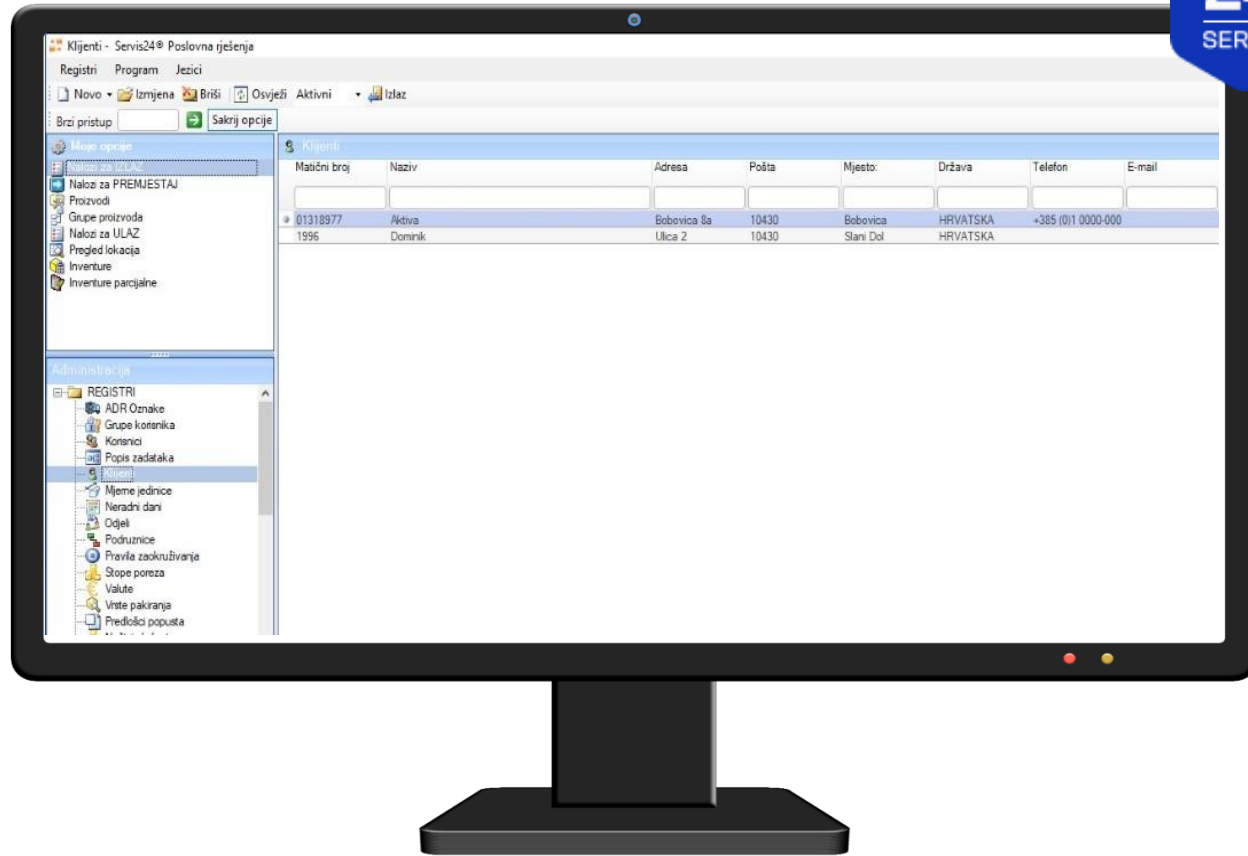 SER
Klijenti - Servis24® Poslovna rješenja
Registri Program Jezici
Novo Izmjena Briši Osvježi Aktivni Izlaz
Brzi pristup Sakrij opcije
Moje opcije
Nalozi za IZLAZ
Nalozi za PREMJESTAJ
Proizvodi
Grupe proizvoda
Nalozi za ULAZ
Pregled lokacija
Inventure
Inventure parcijalne
Klijenti
Matični broj Naziv Adresa Pošta Mjesto: Država Telefon E-mail
01318977 Aktiva Bobovica 8a 10430 Bobovica HRVATSKA +385 (0)1 0000-000
1996 Dominik Ulica 2 10430 Slani Dol HRVATSKA
Administracija
REGISTRI
ADR Oznake
Grupe korisnika
Korisnici
Popis zadataka
Klijenti
Mjerne jedinice
Neradni dani
Odjeli
Podruznice
Pravila zaokruživanja
Stope poreza
Valute
Vrste pakiranja
Predlošci popusta